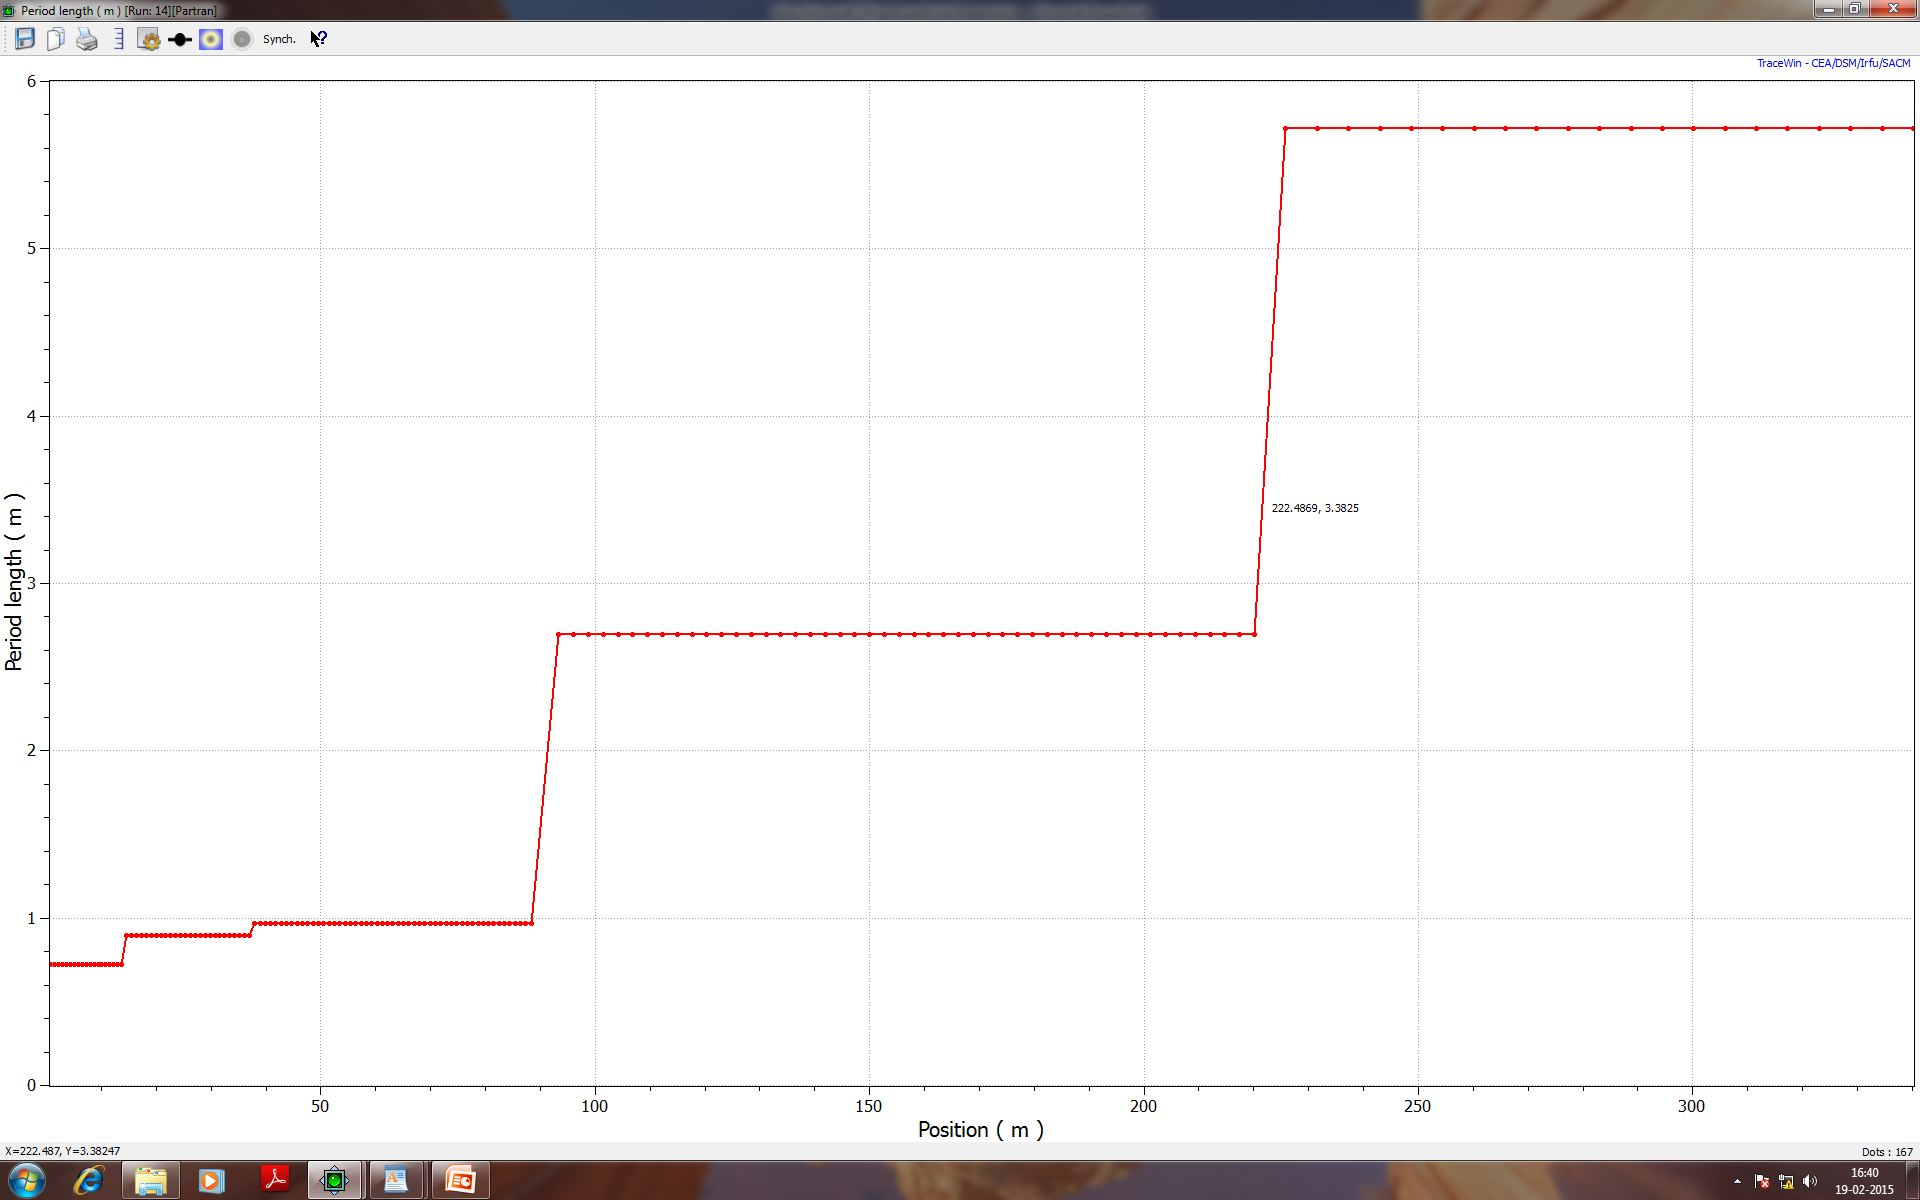 Period length ( m ) [Run: 14][Partran]
Synch.
TraceWin - CEA/DSM/Irfu/SACM
6
5
4
3
2
1
0
Period length ( m )
222.4869, 3.3825
50 100 150 200 250 300
Position ( m )
X=222.487, Y=3.38247
Dots : 167
16:40
19-02-2015